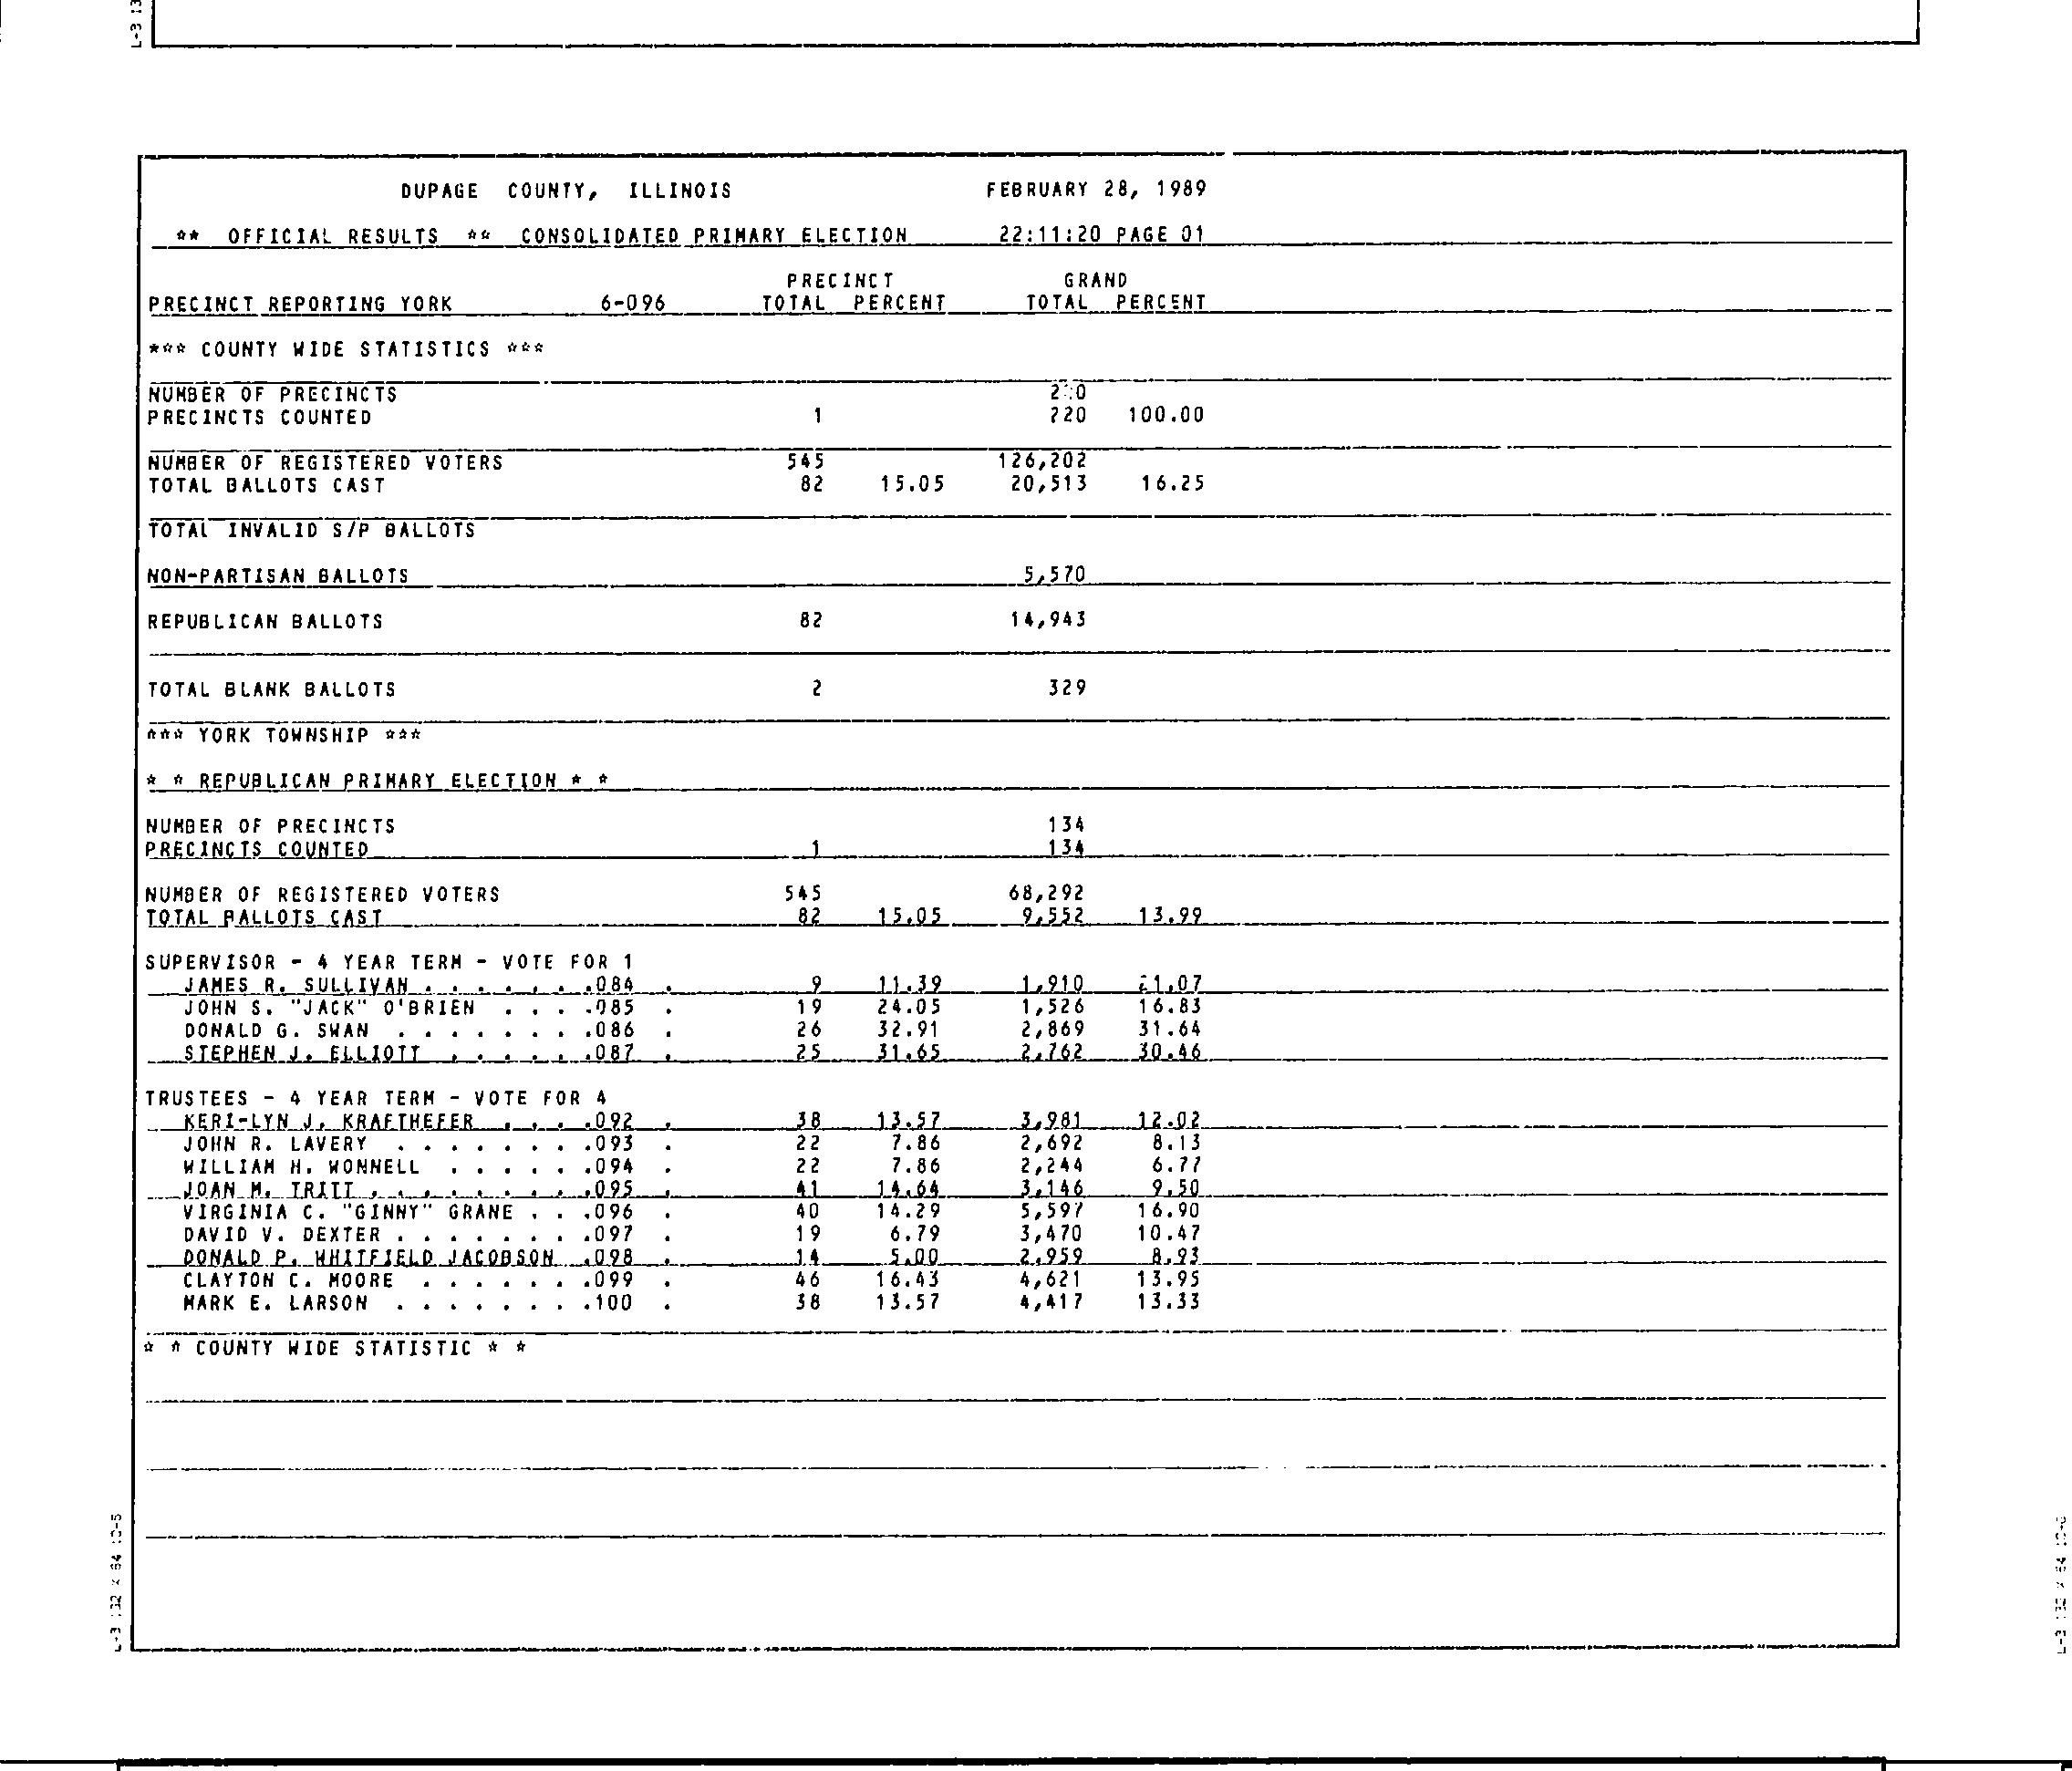 L-3 13
DUPAGE COUNTY, ILLINOIS FEBRUARY 28, 1989
** OFFICIAL RESULTS ** CONSOLIDATED PRIMARY ELECTION 22:11:20 PAGE 01
PRECINCT GRAND
PRECINCT REPORTING YORK 6-096 TOTAL PERCENT TOTAL PERCENT
*** COUNTY WIDE STATISTICS ***
NUMBER OF PRECINCTS
PRECINCTS COUNTED 1 220 100.00
NUMBER OF REGISTERED VOTERS 545 126,202
TOTAL BALLOTS CAST 82 15.05 20,513 16.25
TOTAL INVALID S/P BALLOTS
NON-PARTISAN BALLOTS 5,570
REPUBLICAN BALLOTS 82 14,943
TOTAL BLANK BALLOTS 2 329
*** YORK TOWNSHIP ***
* * REPUBLICAN PRIMARY ELECTION * *
NUMBER OF PRECINCTS 134
PRECINCTS COUNTED 1 134
NUMBER OF REGISTERED VOTERS 545 68,292
TOTAL BALLOTS CAST 82 15.05 9,552 13.99
SUPERVISOR - 4 YEAR TERM - VOTE FOR 1
JAMES R. SULLIVAN . . . . . . .084 . 9 11.39 1,910 21.07
JOHN S. "JACK" O'BRIEN . . . .085 . 19 24.05 1,526 16.83
DONALD G. SWAN . . . . . . . .086 . 26 32.91 2,869 31.64
STEPHEN J. ELLIOTT . . . . . .087 . 25 31.65 2,762 30.46
TRUSTEES - 4 YEAR TERM - VOTE FOR 4
KERI-LYN J. KRAFTHEFER . . . .092 . 38 13.57 3,981 12.02
JOHN R. LAVERY . . . . . . . .093 . 22 7.86 2,692 8.13
WILLIAM H. WONNELL . . . . . .094 . 22 7.86 2,244 6.77
JOAN M. TRITT . . . . . . . . .095 . 41 14.64 3,146 9.50
VIRGINIA C. "GINNY" GRANE . . .096 . 40 14.29 5,597 16.90
DAVID V. DEXTER . . . . . . . .097 . 19 6.79 3,470 10.47
DONALD P. WHITFIELD JACOBSON .098 . 14 5.00 2,959 8.93
CLAYTON C. MOORE . . . . . . .099 . 46 16.43 4,621 13.95
MARK E. LARSON . . . . . . . .100 . 38 13.57 4,417 13.33
* * COUNTY WIDE STATISTIC * *